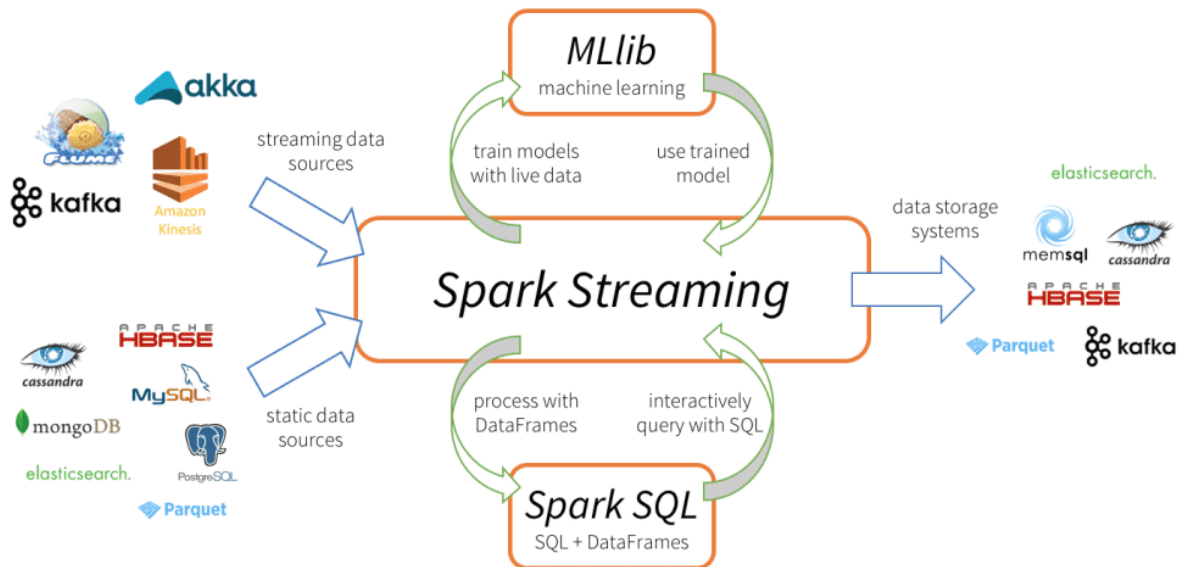 MLlib
machine learning
akka
FLUME
kafka
Amazon
Kinesis
streaming data
sources
train models
with live data
use trained
model
Spark Streaming
data storage
systems
elasticsearch.
memsql
cassandra
APACHE
HBASE
Parquet
kafka
APACHE
HBASE
cassandra
MySQL®
mongoDB
PostgreSQL
elasticsearch.
Parquet
static data
sources
process with
DataFrames
interactively
query with SQL
Spark SQL
SQL + DataFrames